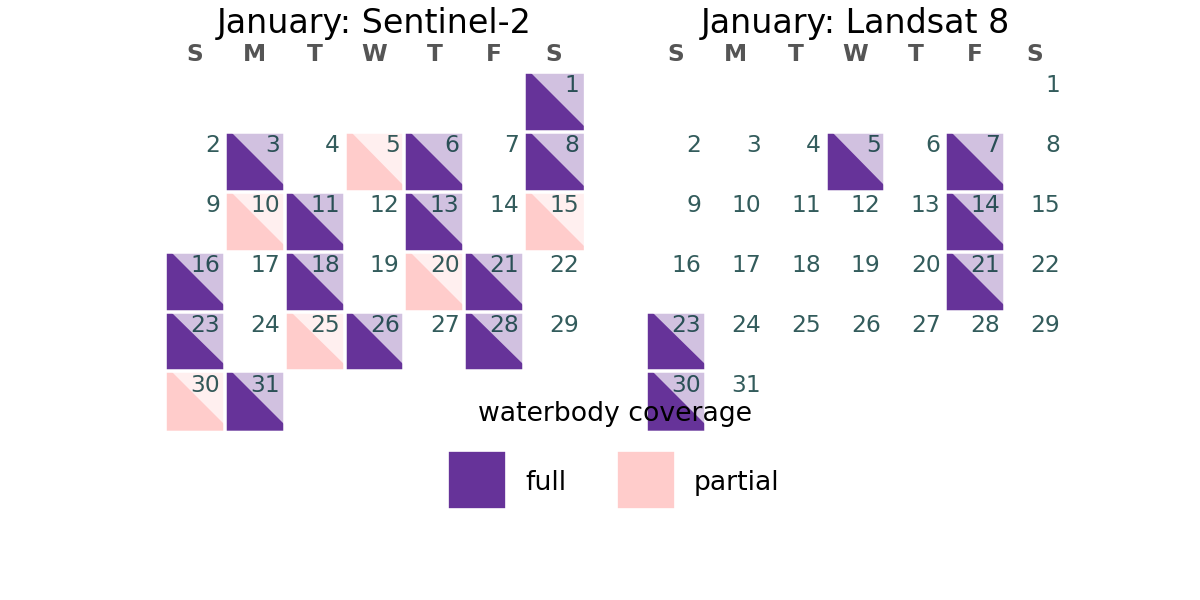 January: Sentinel-2
S M T W T F S
1
2 3 4 5 6 7 8
9 10 11 12 13 14 15
16 17 18 19 20 21 22
23 24 25 26 27 28 29
30 31
January: Landsat 8
S M T W T F S
1
2 3 4 5 6 7 8
9 10 11 12 13 14 15
16 17 18 19 20 21 22
23 24 25 26 27 28 29
30 31
waterbody coverage
full partial